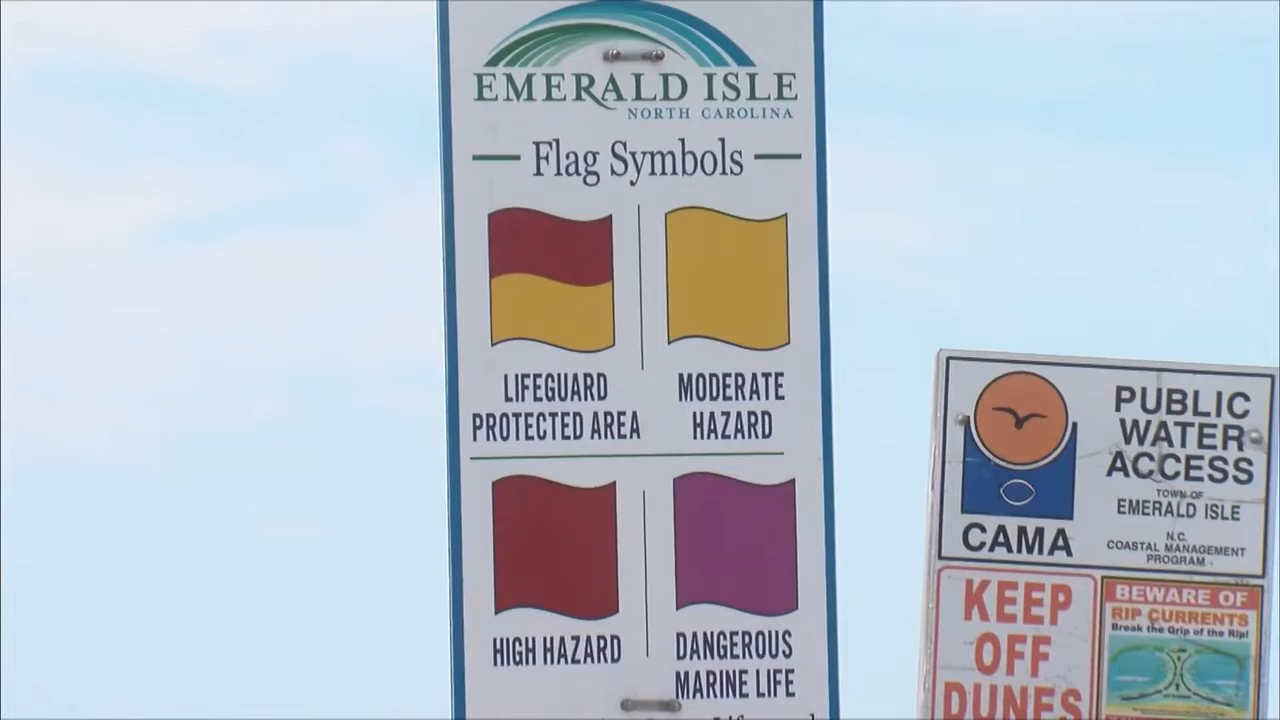 EMERALD ISLE
NORTH CAROLINA
Flag Symbols
LIFEGUARD
PROTECTED AREA
MODERATE
HAZARD
HIGH HAZARD
DANGEROUS
MARINE LIFE
PUBLIC
WATER
ACCESS
TOWN OF
EMERALD ISLE
N.C.
COASTAL MANAGEMENT
PROGRAM
CAMA
KEEP
OFF
DUNES
BEWARE OF
RIP CURRENTS
Break the Grip of the Rip!